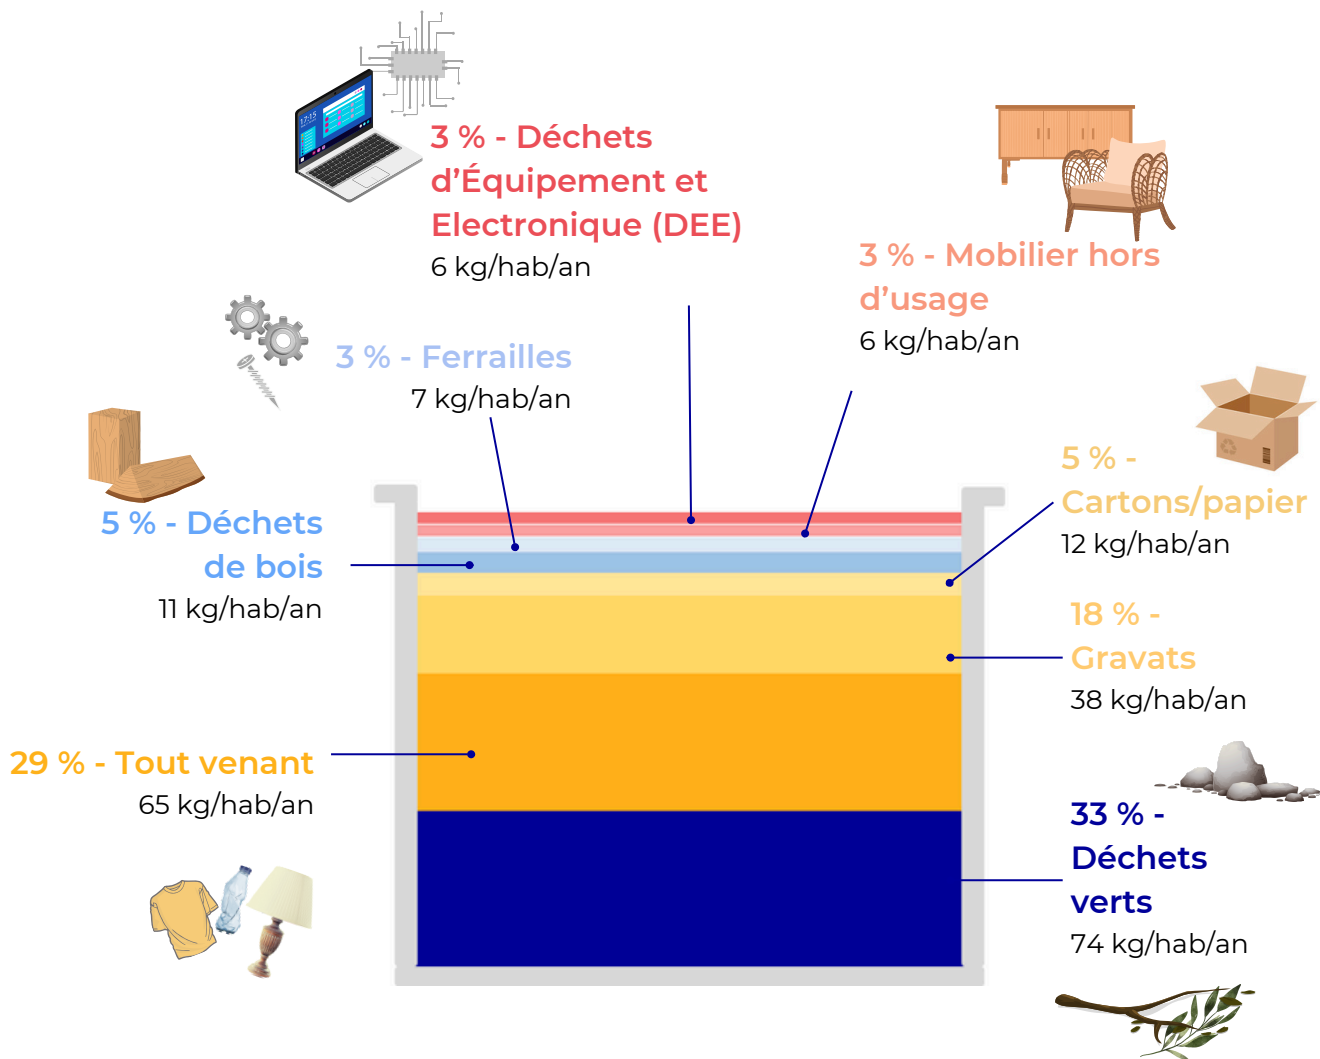 17:15
3 % - Déchets
d’Équipement et
Electronique (DEE)
6 kg/hab/an
3 % - Mobilier hors
d’usage
6 kg/hab/an
3 % - Ferrailles
7 kg/hab/an
5 % -
Cartons/papier
12 kg/hab/an
5 % - Déchets
de bois
11 kg/hab/an
18 % -
Gravats
38 kg/hab/an
29 % - Tout venant
65 kg/hab/an
33 % -
Déchets
verts
74 kg/hab/an